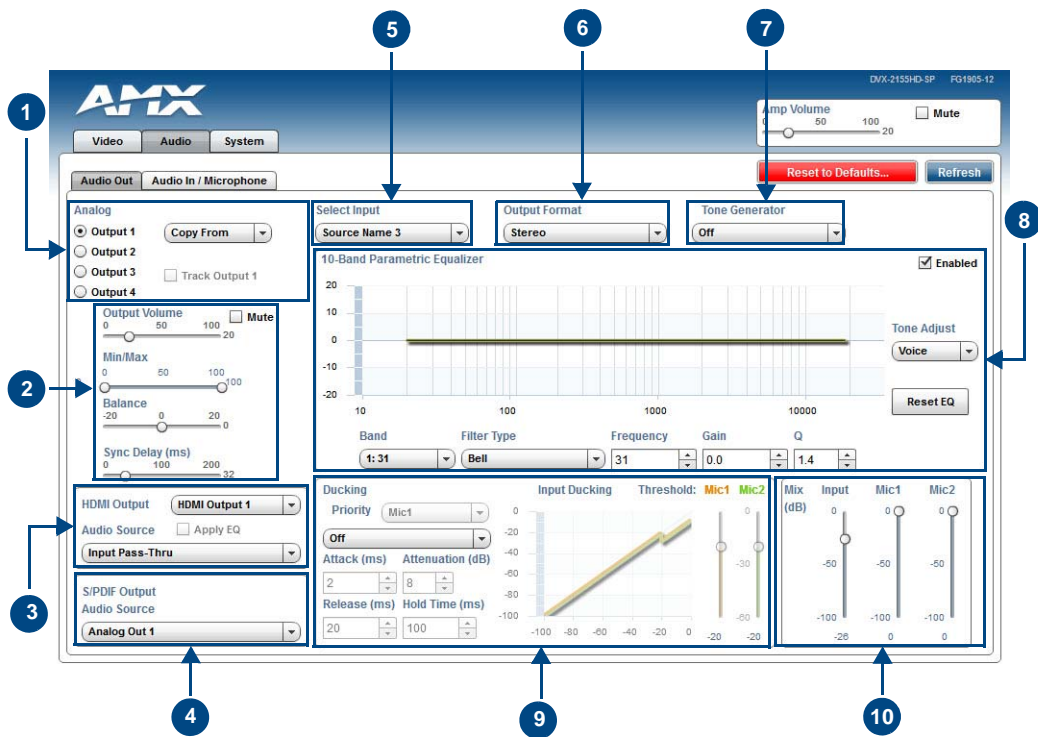 5
6
7
DVX-2155HD-SP FG1905-12
AMX
1
Amp Volume
0 50 100
Mute
20
Video Audio System
Reset to Defaults... Refresh
Audio Out Audio In / Microphone
Analog
Output 1 Copy From
Output 2
Output 3 Track Output 1
Output 4
Select Input
Source Name 3
Output Format
Stereo
Tone Generator
Off
8
10-Band Parametric Equalizer
Enabled
20
10
0
-10
-20
10 100 1000 10000
Tone Adjust
Voice
Reset EQ
Band Filter Type Frequency Gain Q
1: 31 Bell 31 0.0 1.4
2
Output Volume
0 50 100
Mute
20
Min/Max
0 50 100
0 100
Balance
-20 0 20
0
Sync Delay (ms)
0 100 200
32
3
HDMI Output HDMI Output 1
Audio Source Apply EQ
Input Pass-Thru
S/PDIF Output
Audio Source
Analog Out 1
Ducking
Priority Mic1
Off
Attack (ms) Attenuation (dB)
2 8
Release (ms) Hold Time (ms)
20 100
Input Ducking Threshold: Mic1 Mic2
0
-20
-40
-60
-80
-100
-100 -80 -60 -40 -20 0
0
-30
-60
-20 -20
Mix (dB) Input Mic1 Mic2
0 0 0
-50 -50 -50
-100 -100 -100
-26 0 0
4
9
10